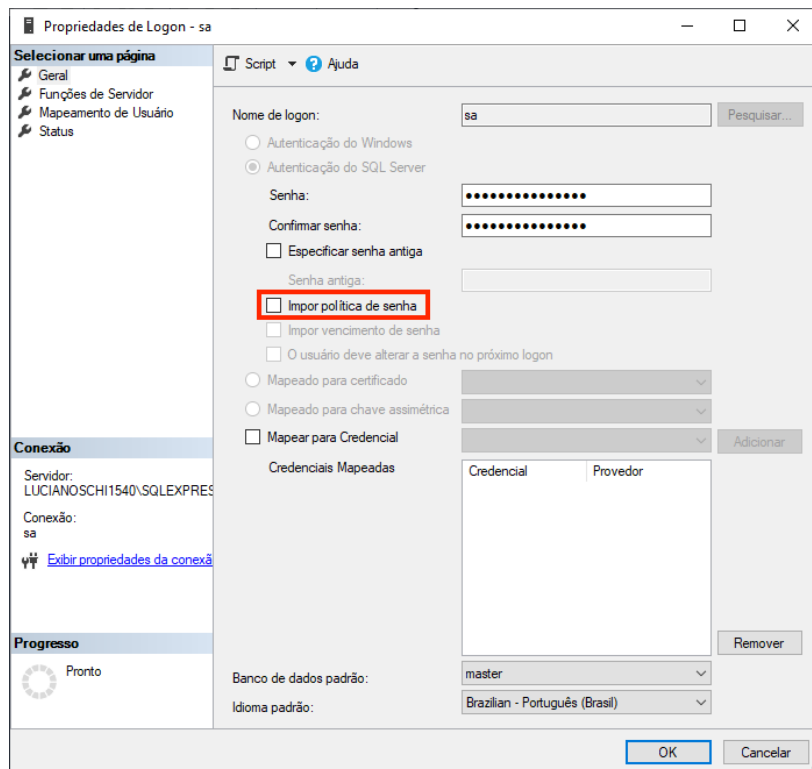 Propriedades de Logon - sa
Selecionar uma página
Geral
Funções de Servidor
Mapeamento de Usuário
Status
Script
Ajuda
Nome de logon:
sa
Pesquisar...
Autenticação do Windows
Autenticação do SQL Server
Senha:
●●●●●●●●●●●●●●●
Confirmar senha:
●●●●●●●●●●●●●●●
Especificar senha antiga
Senha antiga:
Impor política de senha
Impor vencimento de senha
O usuário deve alterar a senha no próximo logon
Mapeado para certificado
Mapeado para chave assimétrica
Mapear para Credencial
Adicionar
Credenciais Mapeadas
Credencial
Provedor
Remover
Banco de dados padrão:
master
Idioma padrão:
Brazilian - Português (Brasil)
Conexão
Servidor:
LUCIANOSCHI1540\SQLEXPRES
Conexão:
sa
Exibir propriedades da conexã
Progresso
Pronto
OK
Cancelar